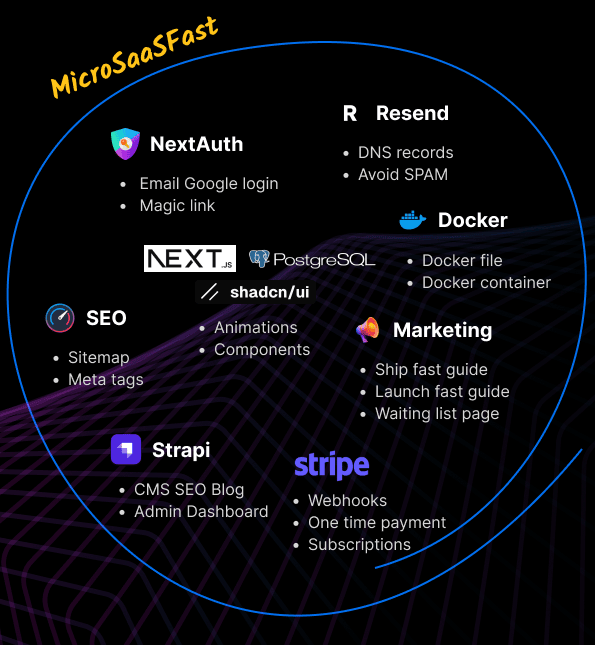 MicroSaaSFast
NextAuth
Email Google login
Magic link
R Resend
DNS records
Avoid SPAM
Docker
Docker file
Docker container
NEXT.JS
PostgreSQL
shadcn/ui
Animations
Components
SEO
Sitemap
Meta tags
Marketing
Ship fast guide
Launch fast guide
Waiting list page
Strapi
CMS SEO Blog
Admin Dashboard
stripe
Webhooks
One time payment
Subscriptions